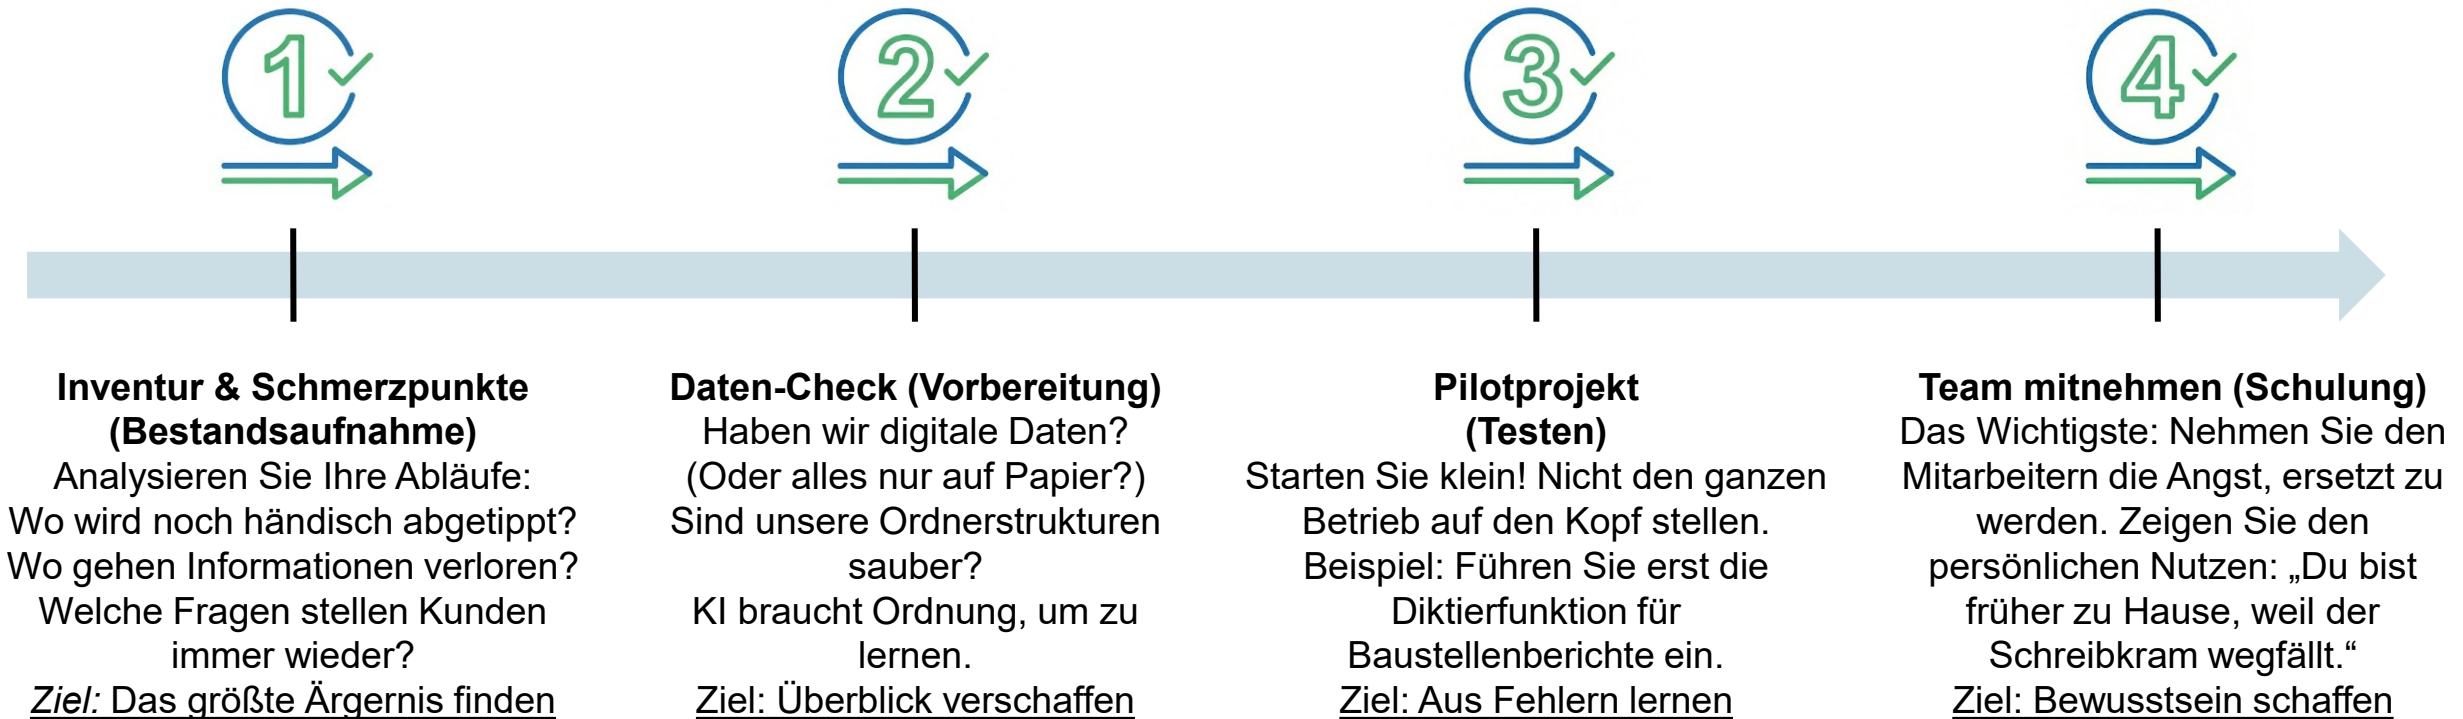 1
2
3
4
Inventur & Schmerzpunkte
(Bestandsaufnahme)
Analysieren Sie Ihre Abläufe:
Wo wird noch händisch abgetippt?
Wo gehen Informationen verloren?
Welche Fragen stellen Kunden
immer wieder?
Ziel: Das größte Ärgernis finden
Daten-Check (Vorbereitung)
Haben wir digitale Daten?
(Oder alles nur auf Papier?)
Sind unsere Ordnerstrukturen
sauber?
KI braucht Ordnung, um zu
lernen.
Ziel: Überblick verschaffen
Pilotprojekt
(Testen)
Starten Sie klein! Nicht den ganzen
Betrieb auf den Kopf stellen.
Beispiel: Führen Sie erst die
Diktierfunktion für
Baustellenberichte ein.
Ziel: Aus Fehlern lernen
Team mitnehmen (Schulung)
Das Wichtigste: Nehmen Sie den
Mitarbeitern die Angst, ersetzt zu
werden. Zeigen Sie den
persönlichen Nutzen: „Du bist
früher zu Hause, weil der
Schreibkram wegfällt.“
Ziel: Bewusstsein schaffen